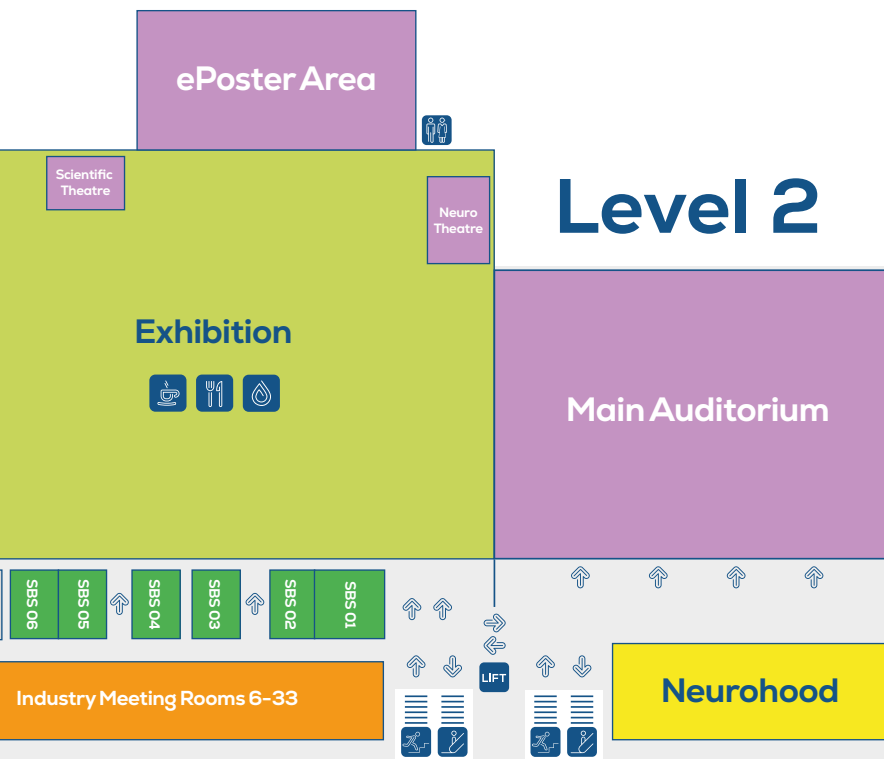 ePoster Area
Scientific
Theatre
Neuro
Theatre
Level 2
Exhibition
Main Auditorium
SBS 06
SBS 05
SBS 04
SBS 03
SBS 02
SBS 01
LIFT
Industry Meeting Rooms 6-33
Neurohood